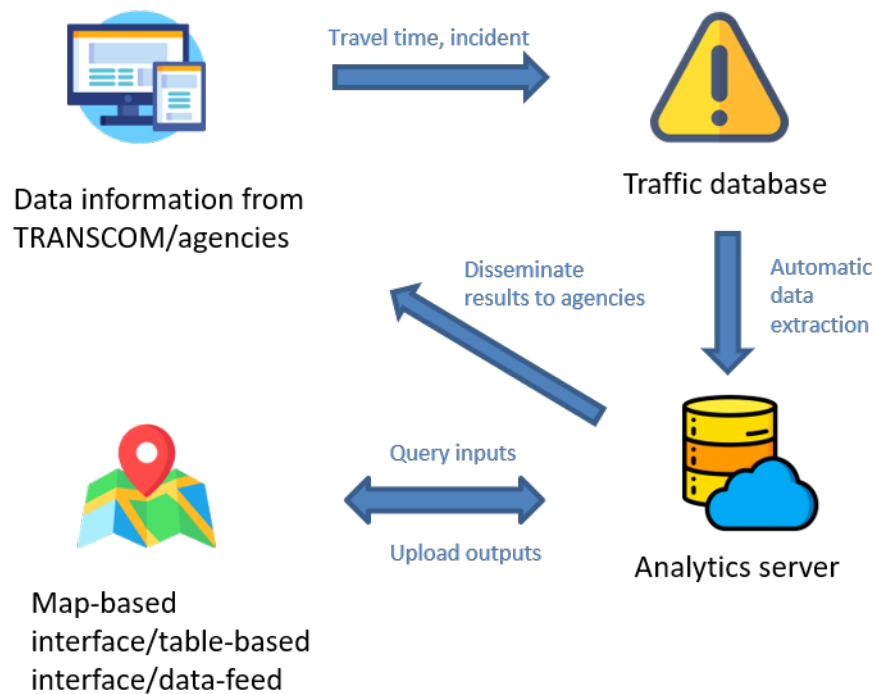 Travel time, incident
Data information from
TRANSCOM/agencies
Traffic database
Disseminate
results to agencies
Automatic
data
extraction
Query inputs
Upload outputs
Analytics server
Map-based
interface/table-based
interface/data-feed